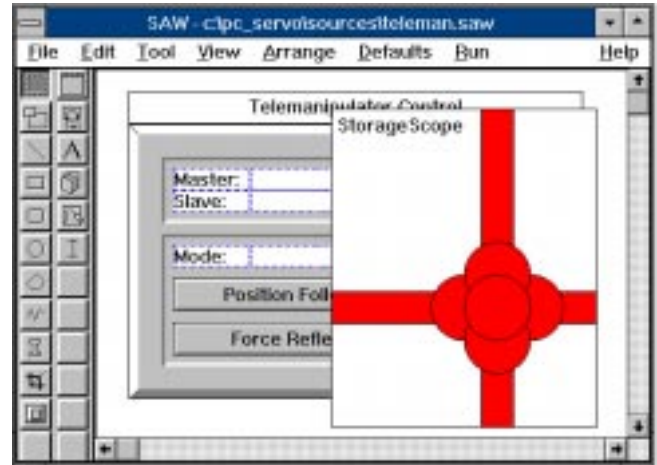 SAW - c:\pc_servo\sources\teleman.saw
File Edit Tool View Arrange Defaults Run Help
Telemanipulator Control
StorageScope
Master:
Slave:
Mode:
Position Foll
Force Refle